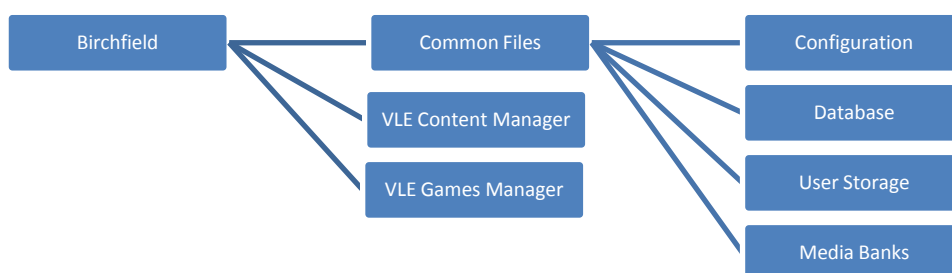 Birchfield
Common Files
Configuration
VLE Content Manager
Database
VLE Games Manager
User Storage
Media Banks